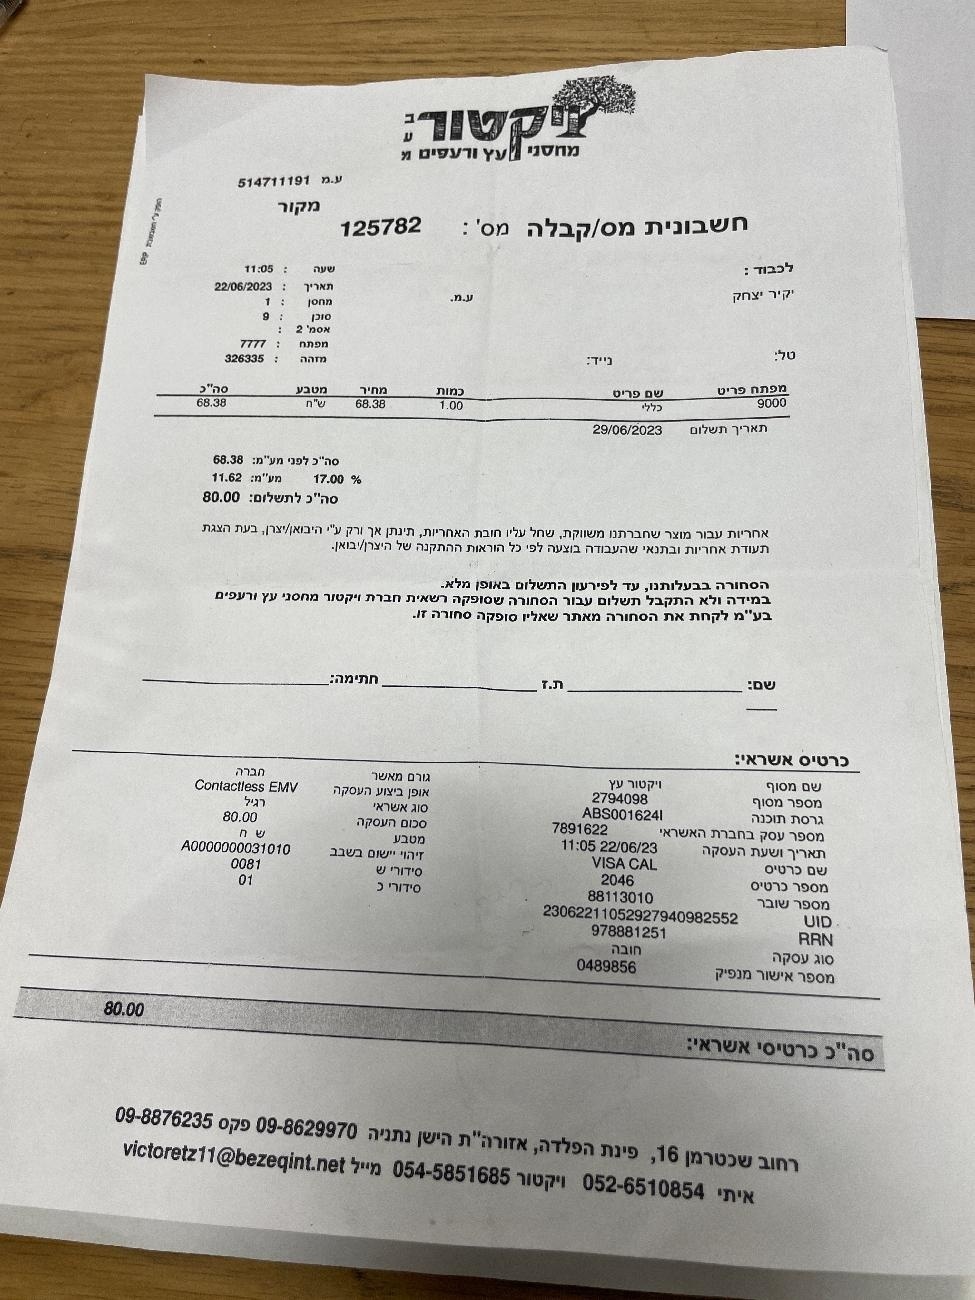 ויקטור
בעמ
מחסני עץ ורעפים
ע.מ 514711191
מקור
חשבונית מס/קבלה מס' : 125782
לכבוד :
יקיר יצחק
ע.מ.
שעה : 11:05
תאריך : 22/06/2023
מחסן : 1
סוכן : 9
אסמ' 2 :
מפתח : 7777
מזהה : 326335
טל: נייד:
מפתח פריט שם פריט כמות מחיר מטבע סה"כ
9000 כללי 1.00 68.38 ש"ח 68.38
תאריך תשלום 29/06/2023
סה"כ לפני מע"מ: 68.38
% 17.00 מע"מ: 11.62
סה"כ לתשלום: 80.00
אחריות עבור מוצר שחברתנו משווקת, שחל עליו חובת האחריות, תינתן אך ורק ע"י היבואן/יצרן, בעת הצגת
תעודת אחריות ובתנאי שהעבודה בוצעה לפי כל הוראות ההתקנה של היצרן/יבואן.
הסחורה בבעלותנו, עד לפירעון התשלום באופן מלא.
במידה ולא התקבל תשלום עבור הסחורה שסופקה רשאית חברת ויקטור מחסני עץ ורעפים
בע"מ לקחת את הסחורה מאתר שאליו סופקה סחורה זו.
שם: ת.ז חתימה:
כרטיס אשראי:
שם מסוף ויקטור עץ
מספר מסוף 2794098
גרסת תוכנה ABS001624I
מספר עסק בחברת האשראי 7891622
תאריך ושעת העסקה 22/06/23 11:05
שם כרטיס VISA CAL
מספר כרטיס 2046
מספר שובר 88113010
UID 23062211052927940982552
RRN 978881251
סוג עסקה חובה
מספר אישור מנפיק 0489856
גורם מאשר חברה
אופן ביצוע העסקה Contactless EMV
סוג אשראי רגיל
סכום העסקה 80.00
מטבע ש ח
זיהוי יישום בשבב A0000000031010
סידורי ש 0081
סידורי כ 01
סה"כ כרטיסי אשראי: 80.00
רחוב שכטרמן 16, פינת הפלדה, אזורה"ת הישן נתניה 09-8629970 פקס 09-8876235
איתי 052-6510854 ויקטור 054-5851685 מייל victoretz11@bezeqint.net